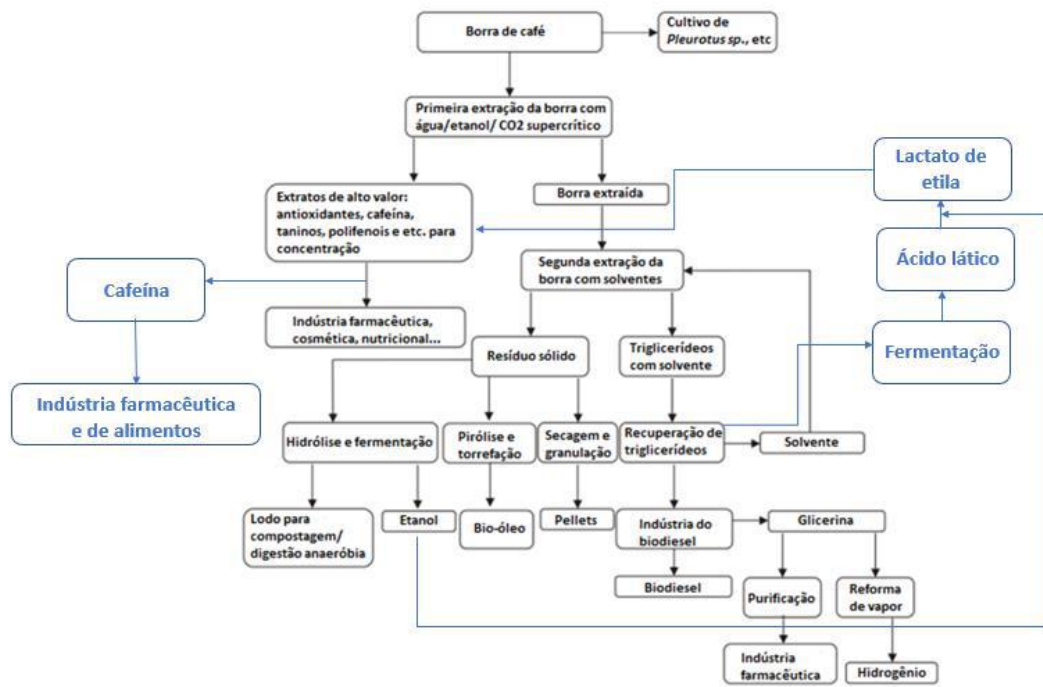 Borra de café
Cultivo de
Pleurotus sp., etc
Primeira extração da borra com
água/etanol/ CO2 supercrítico
Lactato de
etila
Extratos de alto valor:
antioxidantes, cafeína,
taninos, polifenois e etc. para
concentração
Borra extraída
Ácido lático
Segunda extração da
borra com solventes
Cafeína
Indústria farmacêutica,
cosmética, nutricional...
Resíduo sólido
Triglicerídeos
com solvente
Fermentação
Indústria farmacêutica
e de alimentos
Hidrólise e fermentação
Pirólise e
torrefação
Secagem e
granulação
Recuperação de
triglicerídeos
Solvente
Lodo para
compostagem/
digestão anaeróbia
Etanol
Bio-óleo
Pellets
Indústria do
biodiesel
Glicerina
Biodiesel
Purificação
Reforma
de vapor
Indústria
farmacêutica
Hidrogênio